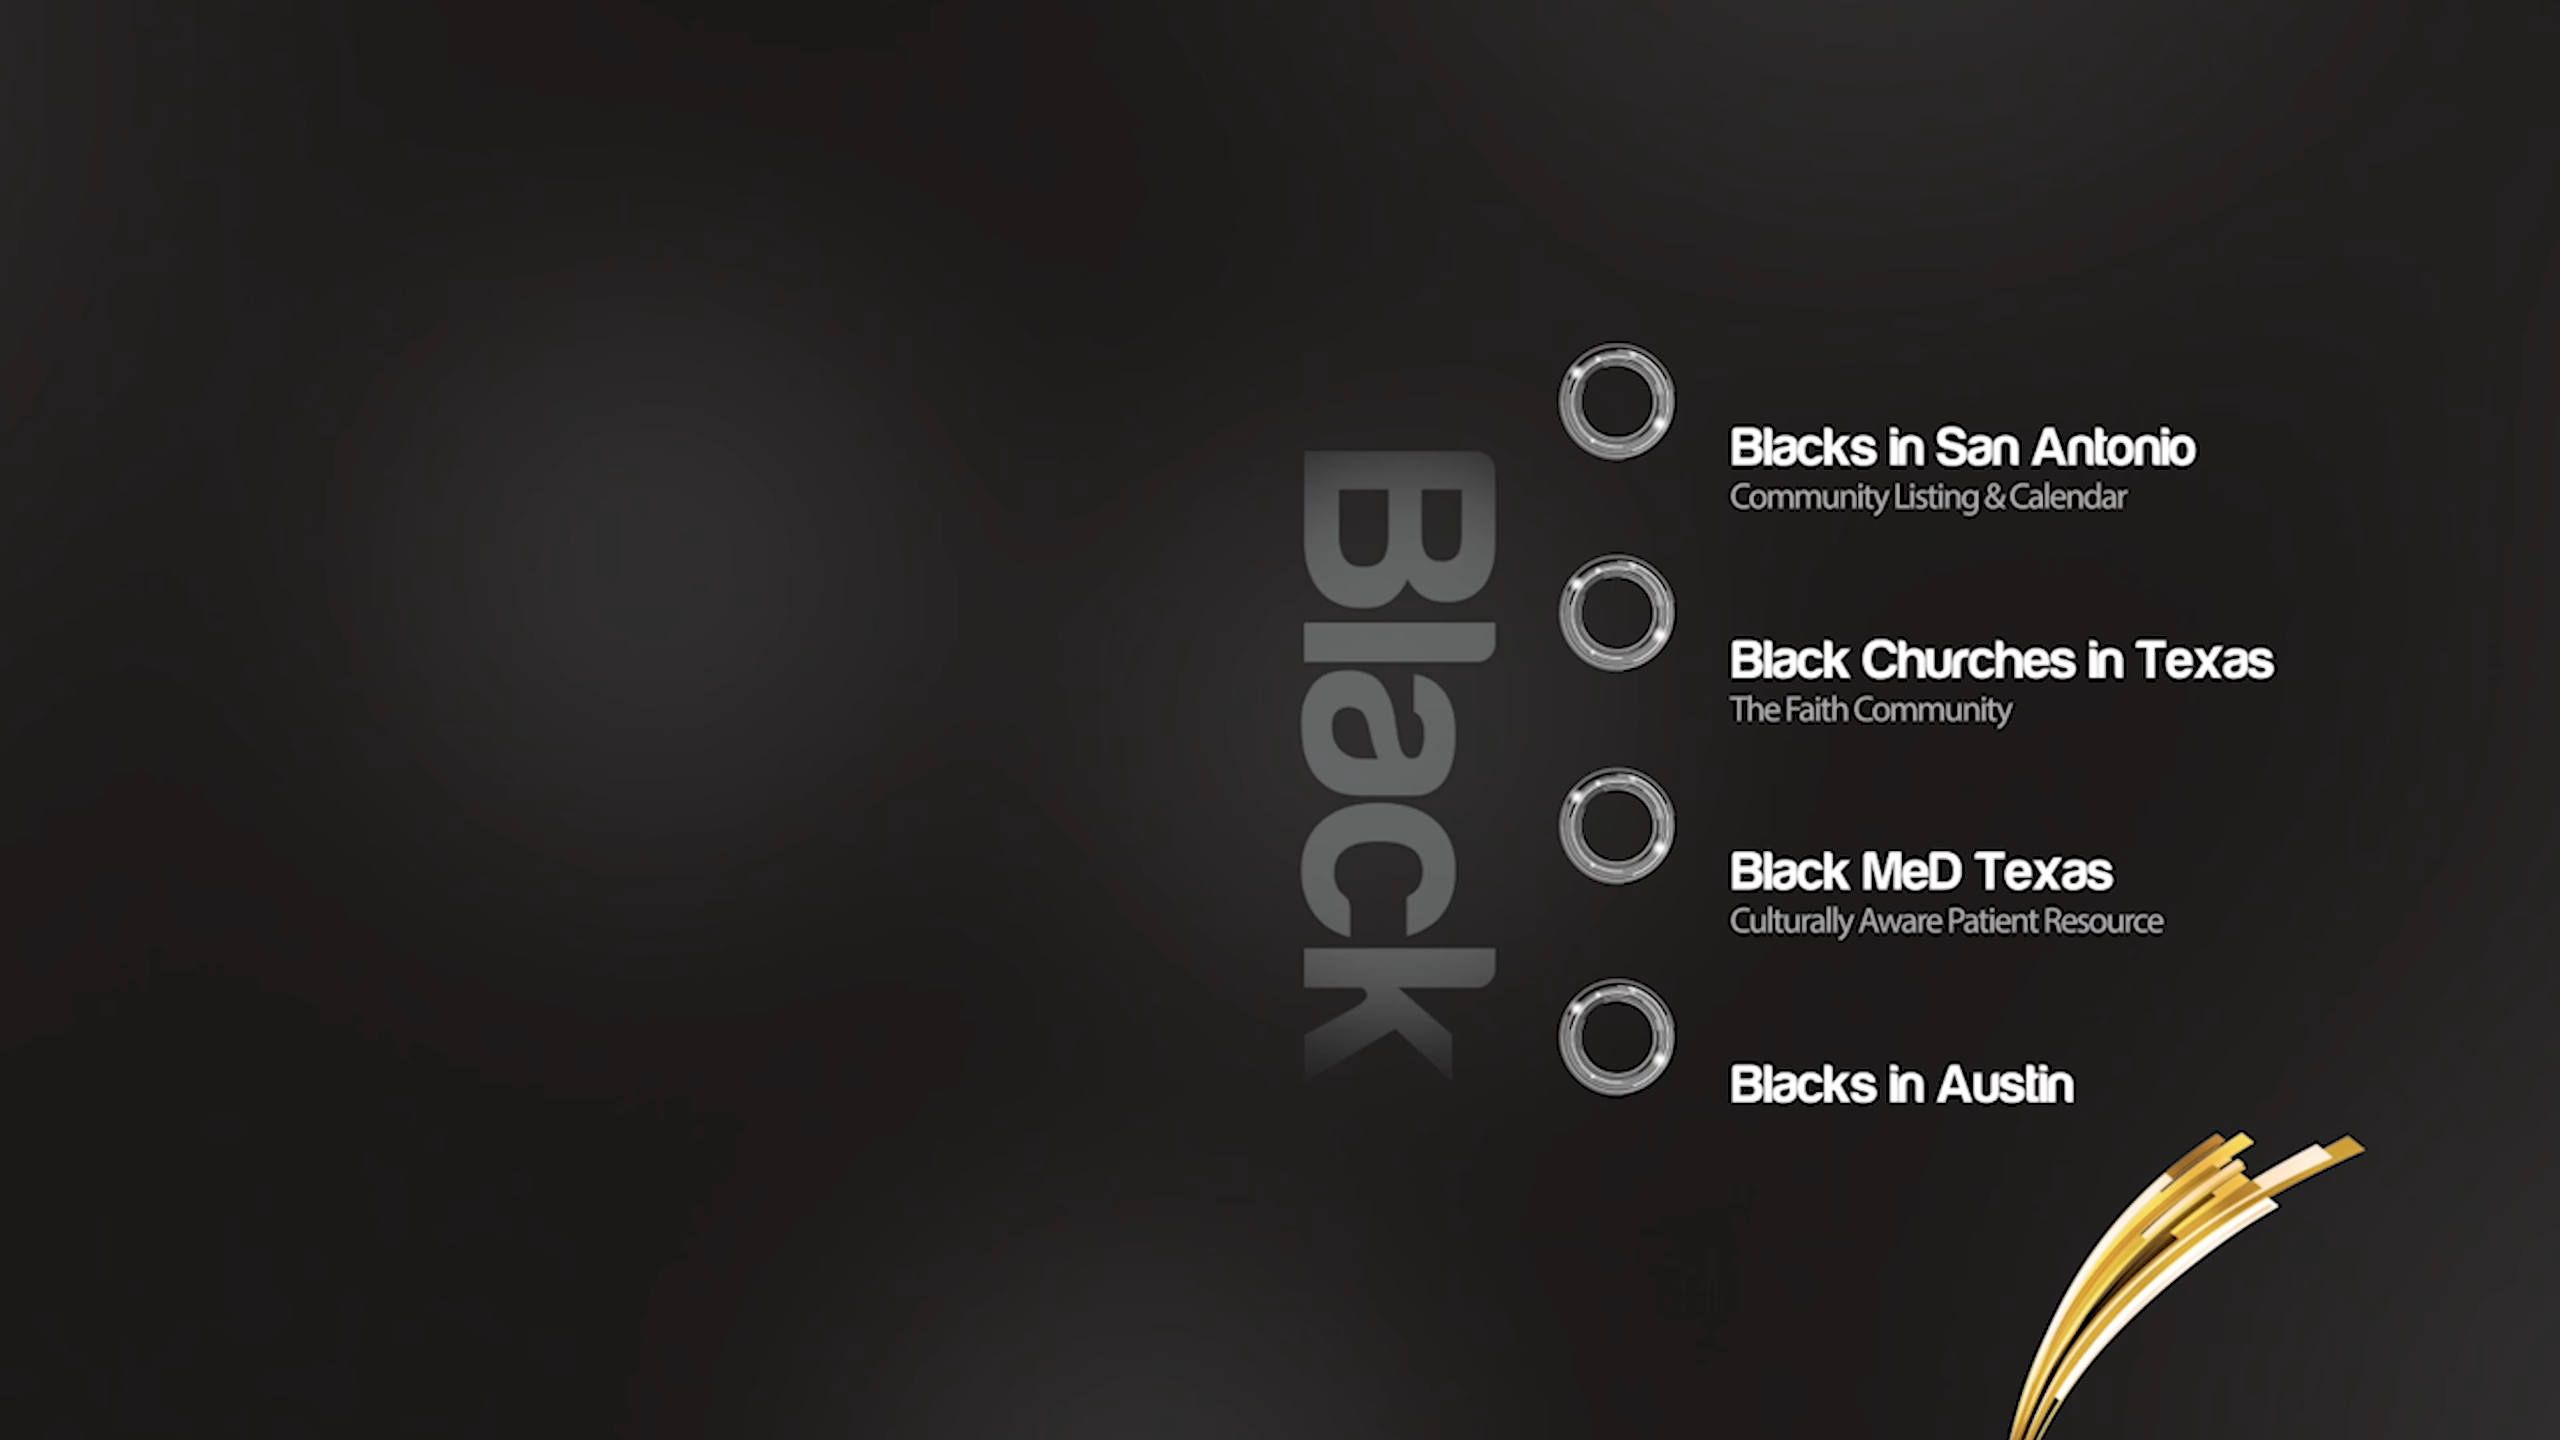 Black
Blacks in San Antonio
Community Listing & Calendar
Black Churches in Texas
The Faith Community
Black MeD Texas
Culturally Aware Patient Resource
Blacks in Austin